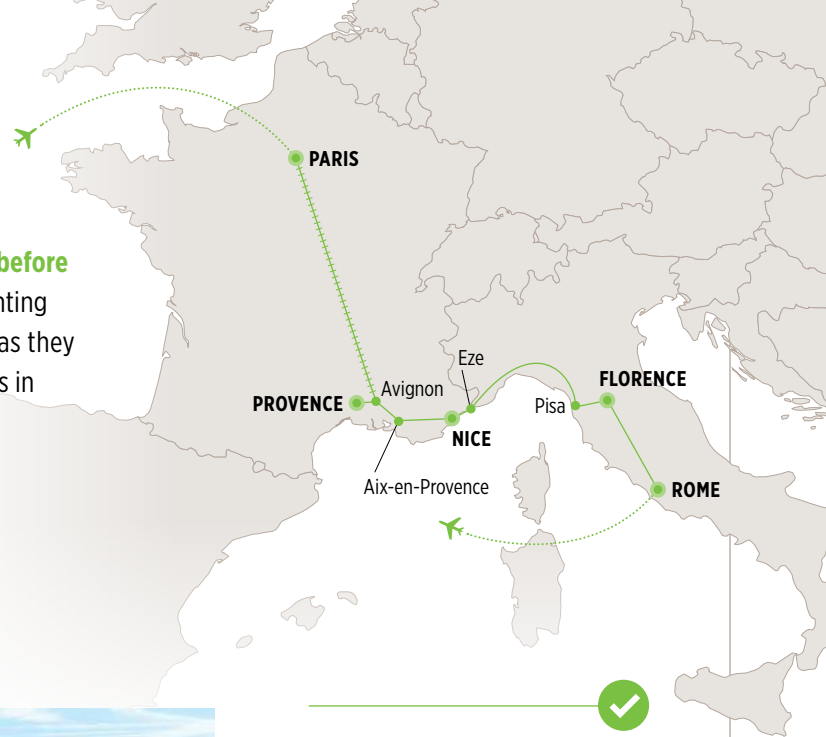 PARIS
before
nting
as they
s in
Eze
Avignon
FLORENCE
PROVENCE
Pisa
NICE
Aix-en-Provence
ROME